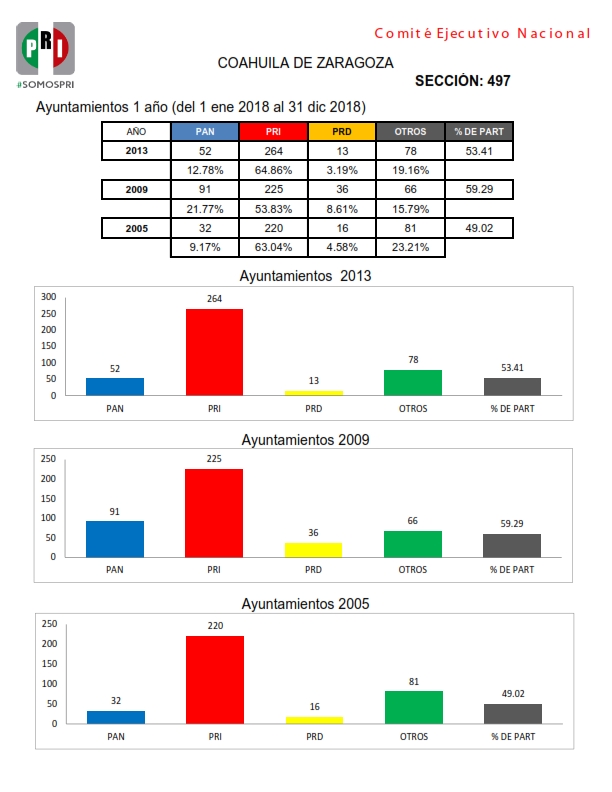 Comité Ejecutivo Nacional
PRI
#SOMOSPRI
COAHUILA DE ZARAGOZA
SECCIÓN: 497
Ayuntamientos 1 año (del 1 ene 2018 al 31 dic 2018)
AÑO PAN PRI PRD OTROS % DE PART
2013 52 264 13 78 53.41
12.78% 64.86% 3.19% 19.16%
2009 91 225 36 66 59.29
21.77% 53.83% 8.61% 15.79%
2005 32 220 16 81 49.02
9.17% 63.04% 4.58% 23.21%
Ayuntamientos 2013
300
250
200
150
100
50
0
52 264 13 78 53.41
PAN PRI PRD OTROS % DE PART
Ayuntamientos 2009
250
200
150
100
50
0
91 225 36 66 59.29
PAN PRI PRD OTROS % DE PART
Ayuntamientos 2005
250
200
150
100
50
0
32 220 16 81 49.02
PAN PRI PRD OTROS % DE PART